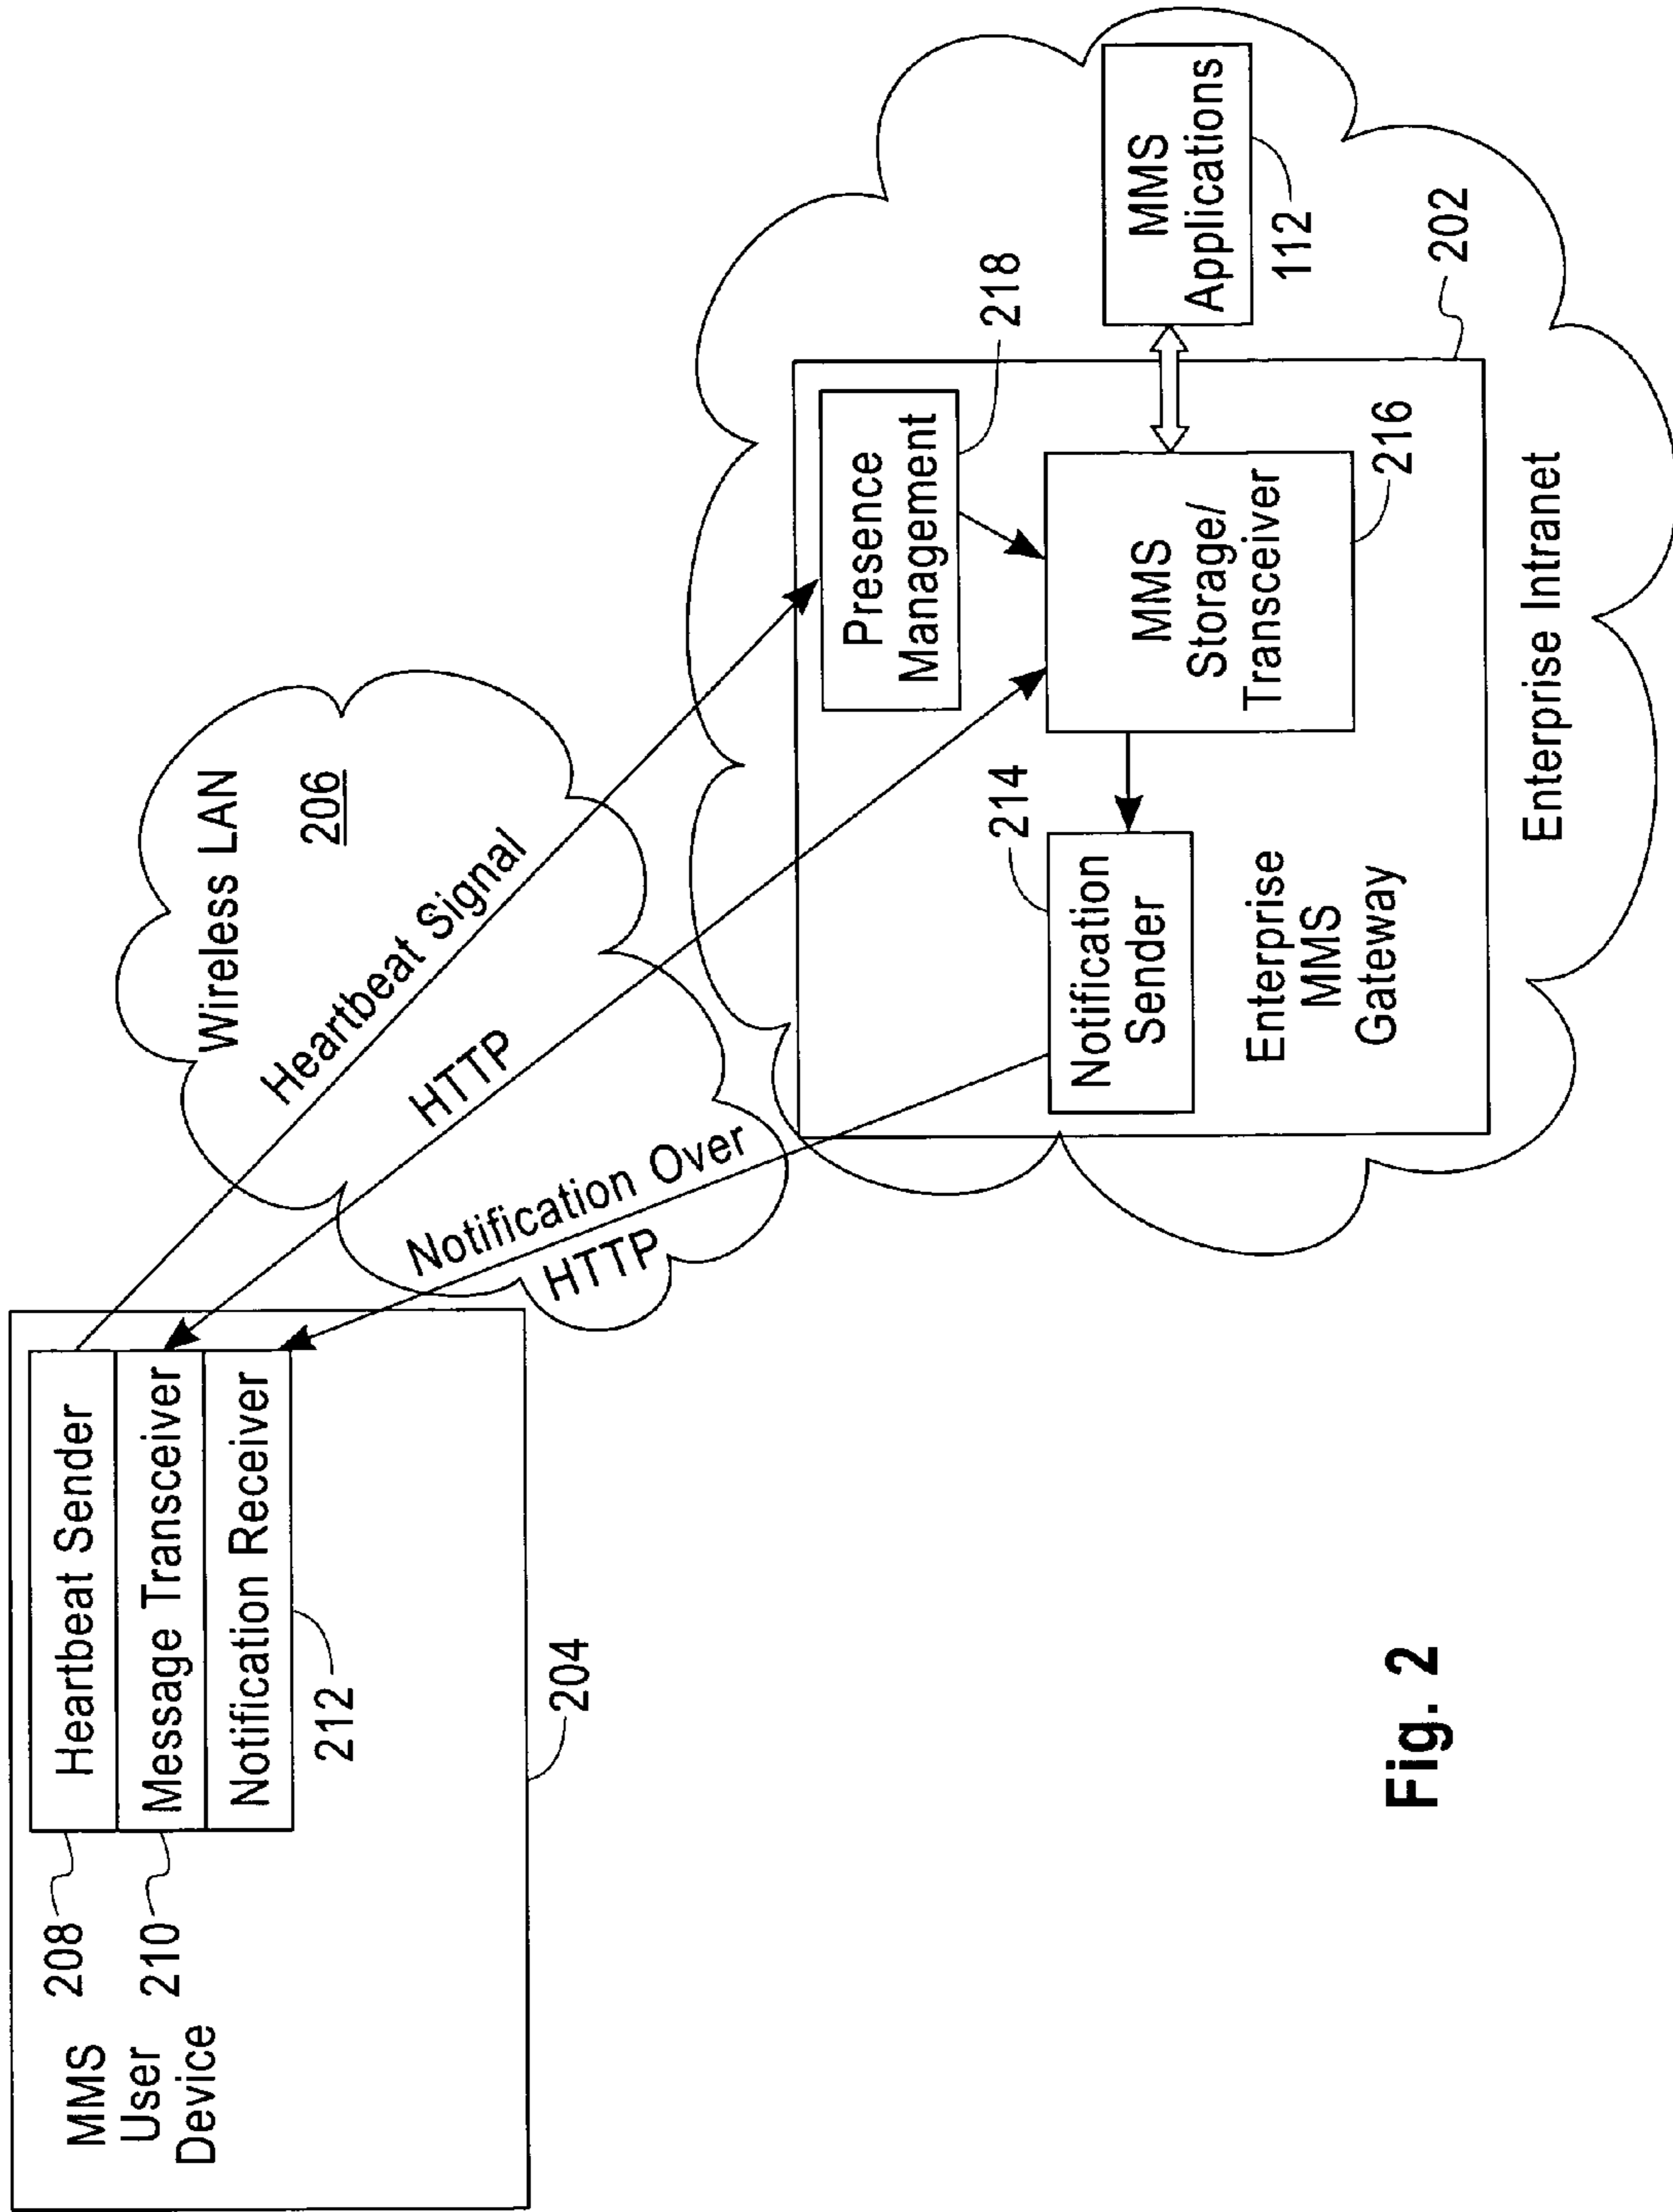 MMS
User
Device
208
210
Heartbeat Sender
Message Transceiver
Notification Receiver
212
204
Wireless LAN
206
Heartbeat Signal
HTTP
Notification Over
HTTP
Presence
Management
218
MMS
Storage/
Transceiver
216
214
Notification
Sender
Enterprise
MMS
Gateway
MMS
Applications
112
202
Enterprise Intranet
Fig. 2